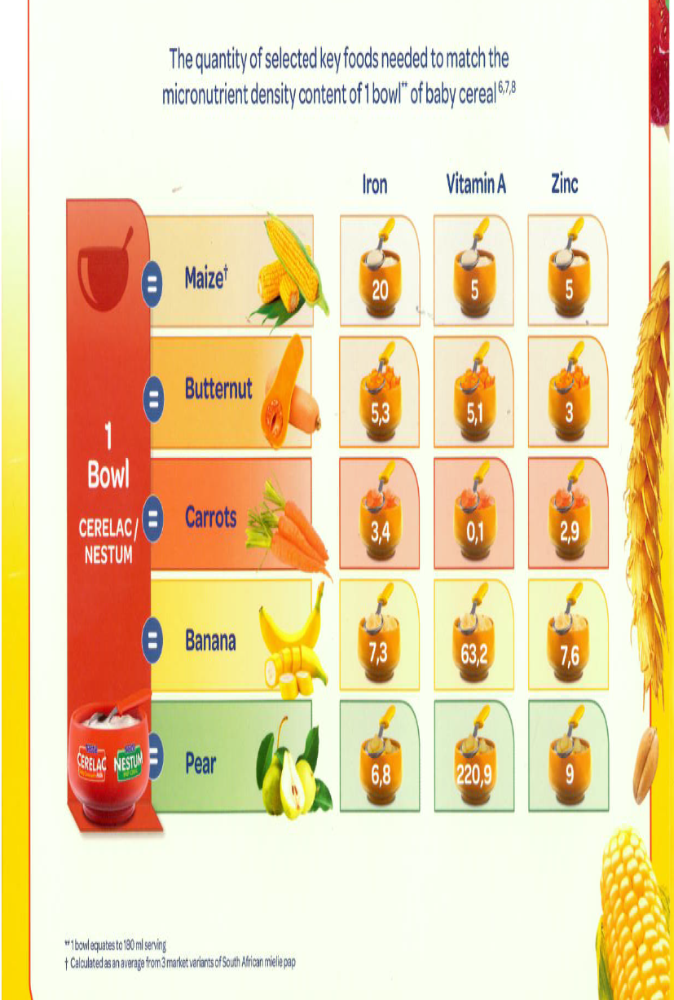 The quantity of selected key foods needed to match the
micronutrient density content of 1 bowl** of baby cereal 6,7,8
Iron Vitamin A Zinc
Maize† 20 5 5
Butternut 5,3 5,1 3
Carrots 3,4 0,1 2,9
Banana 7,3 63,2 7,6
Pear 6,8 220,9 9
=
=
=
=
=
1
Bowl
CERELAC /
NESTUM
CERELAC NESTUM
** 1 bowl equates to 180 ml serving
† Calculated as an average from 3 market variants of South African mielie pap